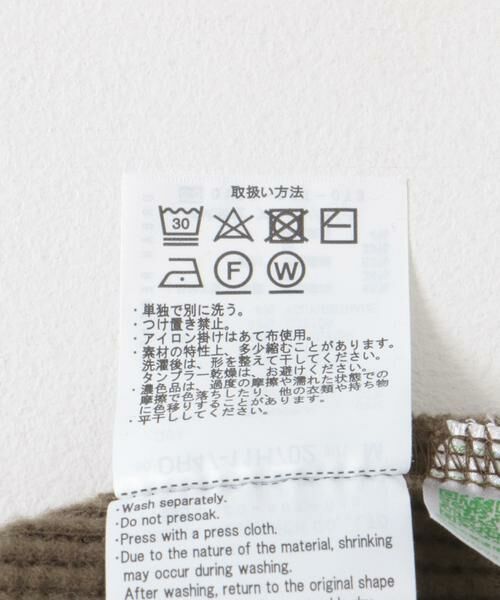 取扱い方法
30
F W
・単独で別に洗う。
・つけ置き禁止。
・アイロン掛けはあて布使用。
・素材の特性上、多少縮むことがあります。
洗濯後は、形を整えて干してください。
タンブラー乾燥は、お避けください。
・濃色品は、過度の摩擦や濡れた状態での
摩擦で色落ちしたり、他の衣類や持ち物
に色移りすることがあります。
・平干ししてください。
・Wash separately.
・Do not presoak.
・Press with a press cloth.
・Due to the nature of the material, shrinking
may occur during washing.
After washing, return to the original shape